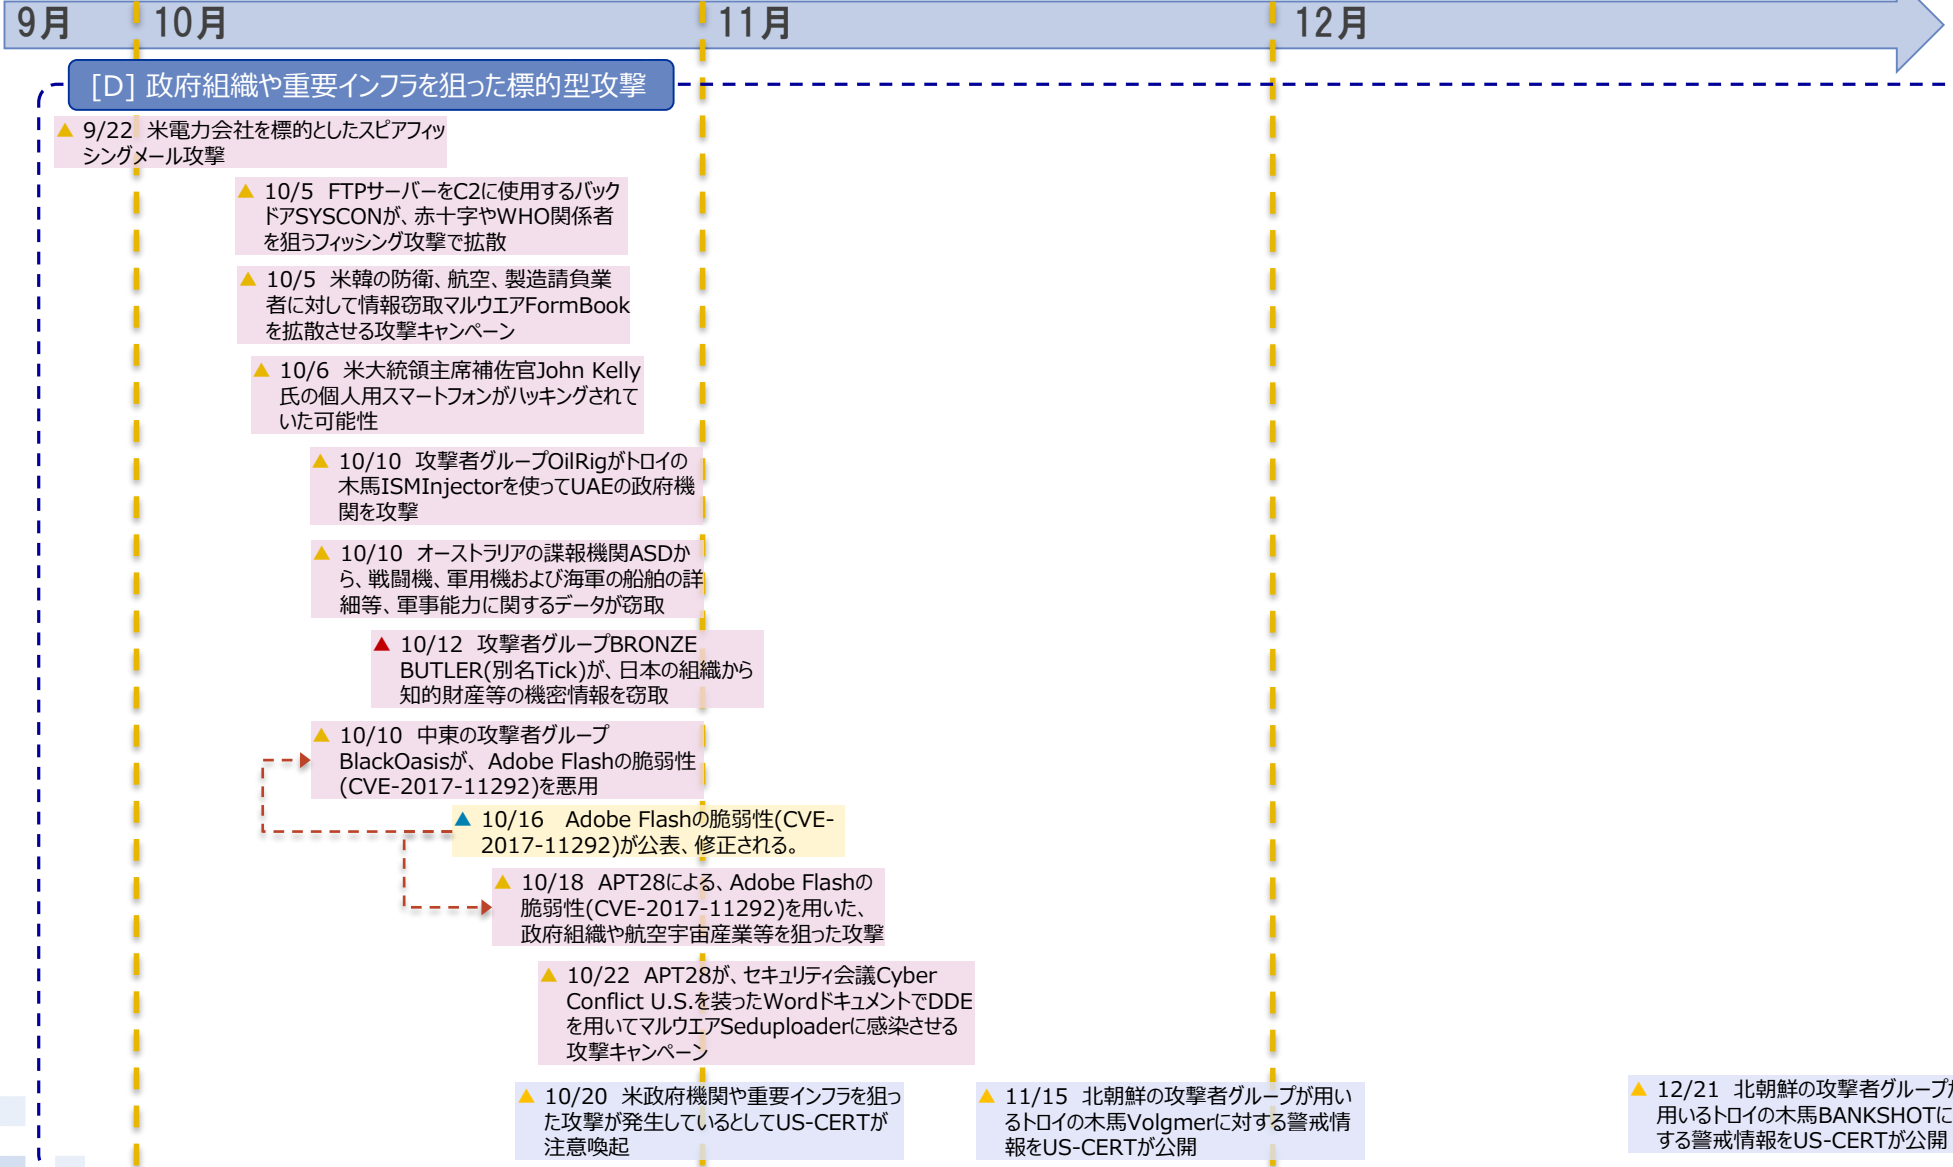 9月 10月 11月 12月
[D] 政府組織や重要インフラを狙った標的型攻撃
▲ 9/22 米電力会社を標的としたスピアフィッ
シングメール攻撃
▲ 10/5 FTPサーバーをC2に使用するバック
ドアSYSCONが、赤十字やWHO関係者
を狙うフィッシング攻撃で拡散
▲ 10/5 米韓の防衛、航空、製造請負業
者に対して情報窃取マルウエアFormBook
を拡散させる攻撃キャンペーン
▲ 10/6 米大統領主席補佐官John Kelly
氏の個人用スマートフォンがハッキングされて
いた可能性
▲ 10/10 攻撃者グループOilRigがトロイの
木馬ISMInjectorを使ってUAEの政府機
関を攻撃
▲ 10/10 オーストラリアの諜報機関ASDか
ら、戦闘機、軍用機および海軍の船舶の詳
細等、軍事能力に関するデータが窃取
▲ 10/12 攻撃者グループBRONZE
BUTLER(別名Tick)が、日本の組織から
知的財産等の機密情報を窃取
▲ 10/10 中東の攻撃者グループ
BlackOasisが、Adobe Flashの脆弱性
(CVE-2017-11292)を悪用
▲ 10/16 Adobe Flashの脆弱性(CVE-
2017-11292)が公表、修正される。
▲ 10/18 APT28による、Adobe Flashの
脆弱性(CVE-2017-11292)を用いた、
政府組織や航空宇宙産業等を狙った攻撃
▲ 10/22 APT28が、セキュリティ会議Cyber
Conflict U.S.を装ったWordドキュメントでDDE
を用いてマルウエアSeduploaderに感染させる
攻撃キャンペーン
▲ 10/20 米政府機関や重要インフラを狙っ
た攻撃が発生しているとしてUS-CERTが
注意喚起
▲ 11/15 北朝鮮の攻撃者グループが用い
るトロイの木馬Volgmerに対する警戒情
報をUS-CERTが公開
▲ 12/21 北朝鮮の攻撃者グループが
用いるトロイの木馬BANKSHOTに
する警戒情報をUS-CERTが公開